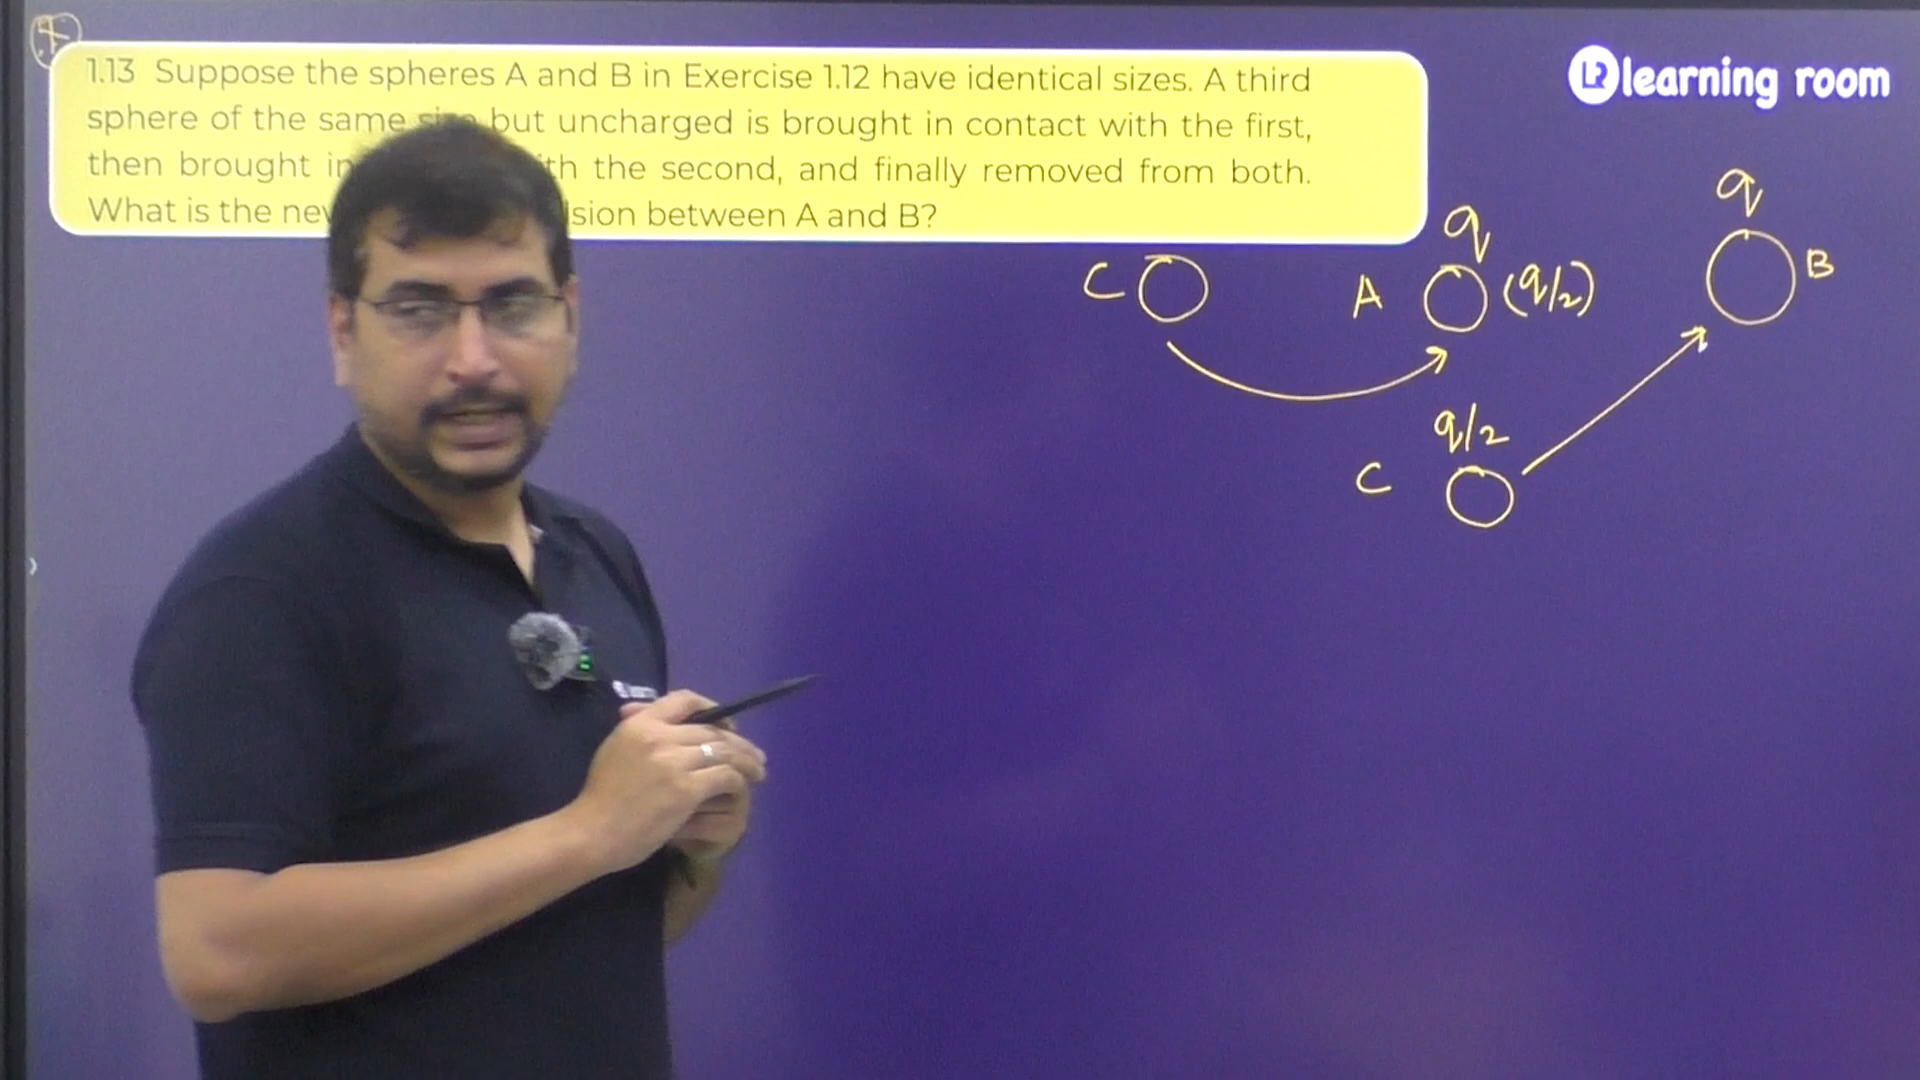 1.13 Suppose the spheres A and B in Exercise 1.12 have identical sizes. A third
sphere of the same but uncharged is brought in contact with the first,
then brought the second, and finally removed from both.
What is the between A and B?
learning room
q
q
C
A
(q/2)
B
q/2
C